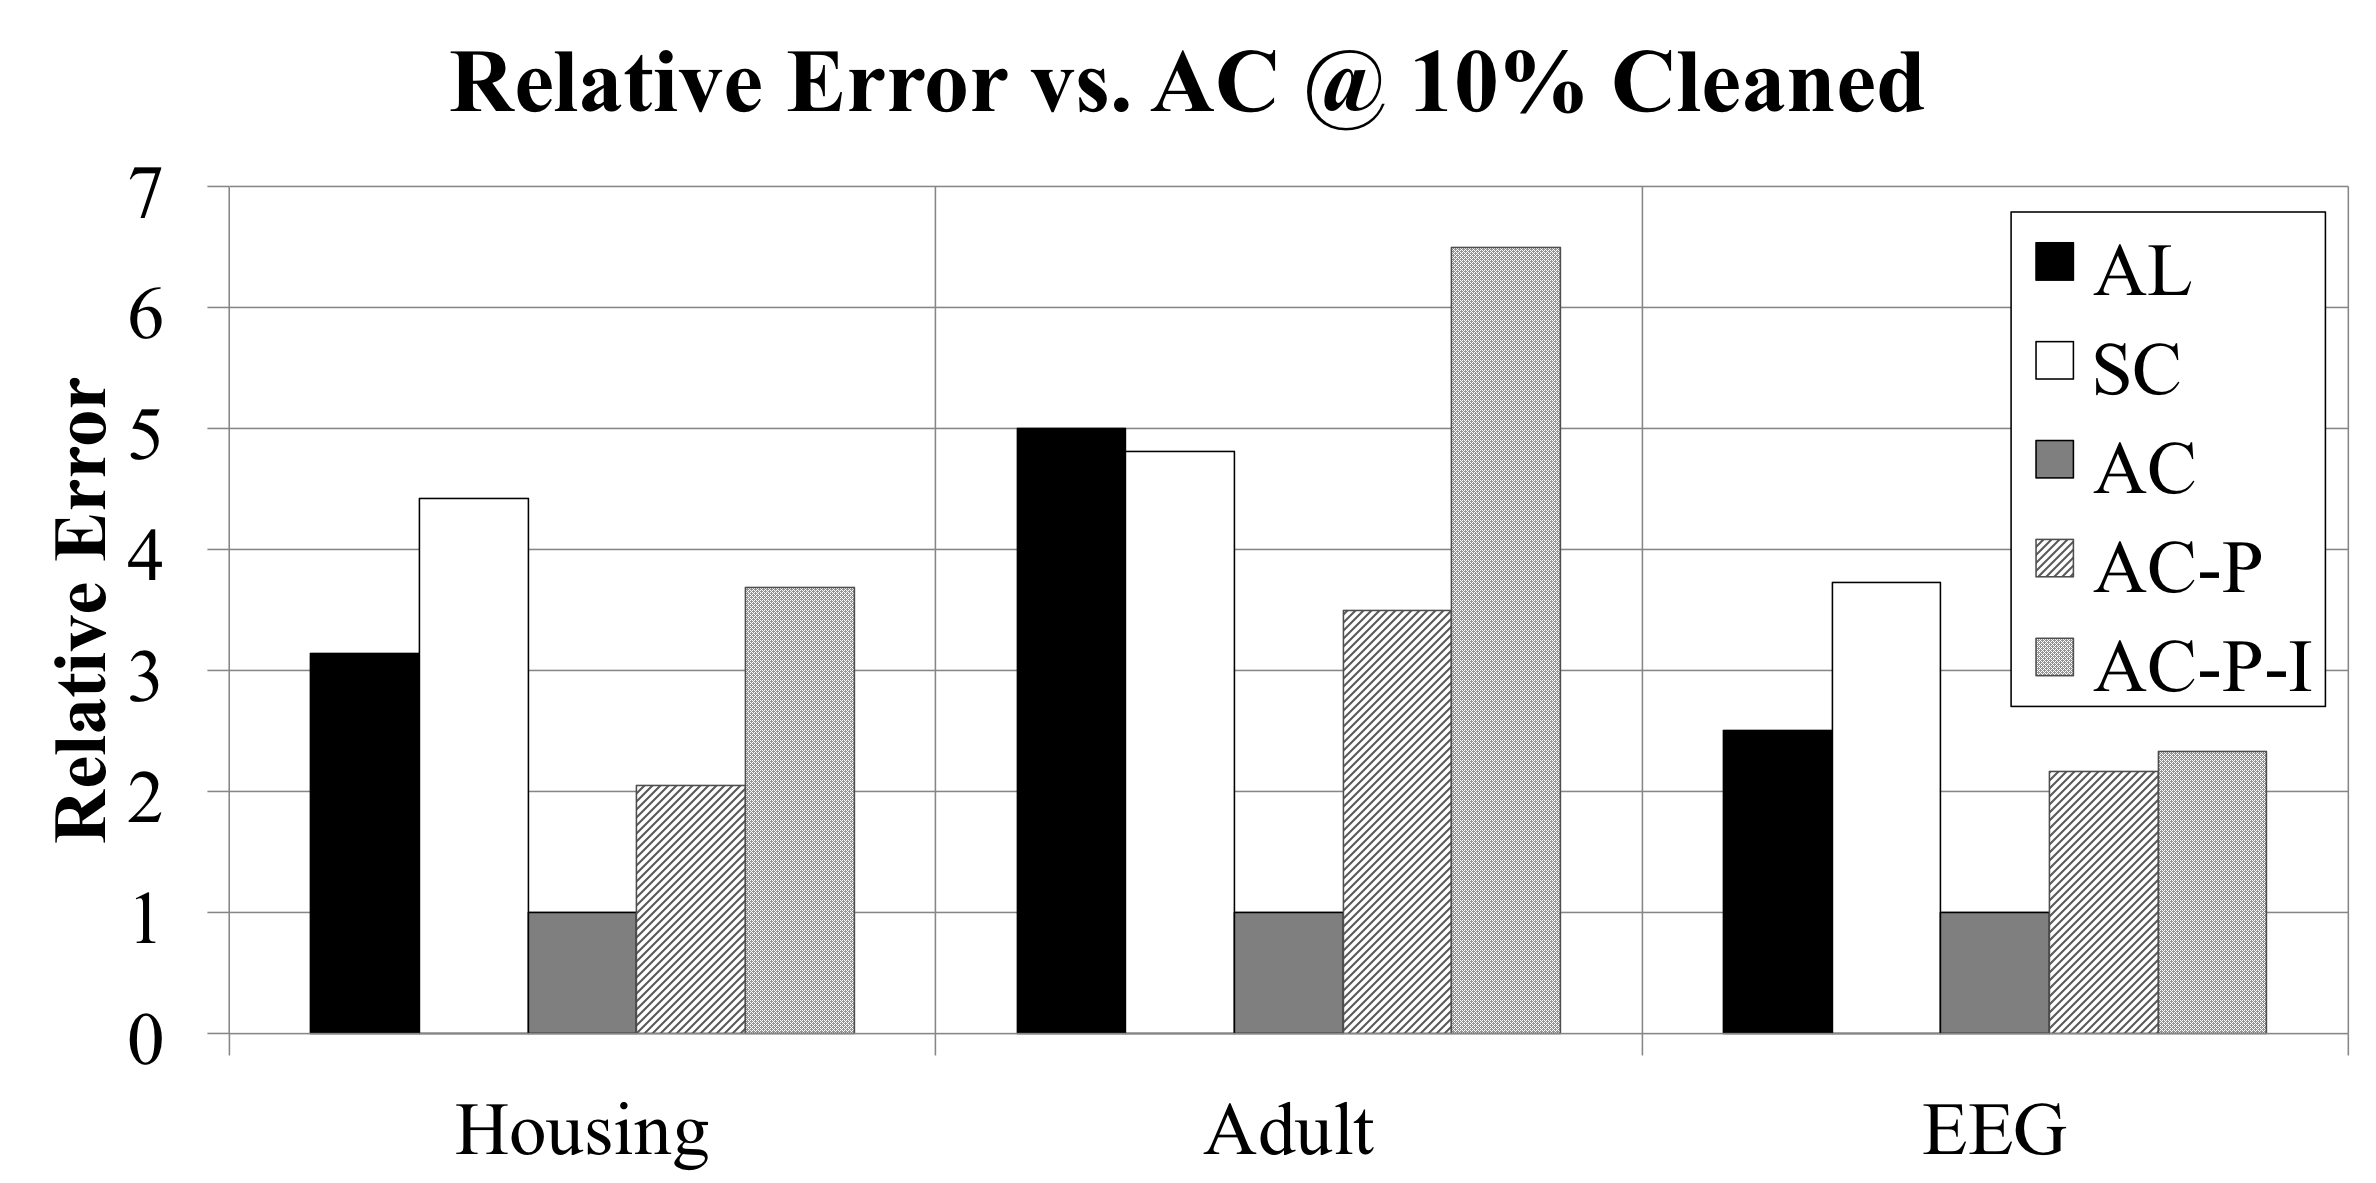 Relative Error vs. AC @ 10% Cleaned
Relative Error
7
6
5
4
3
2
1
0
AL
SC
AC
AC-P
AC-P-I
Housing
Adult
EEG